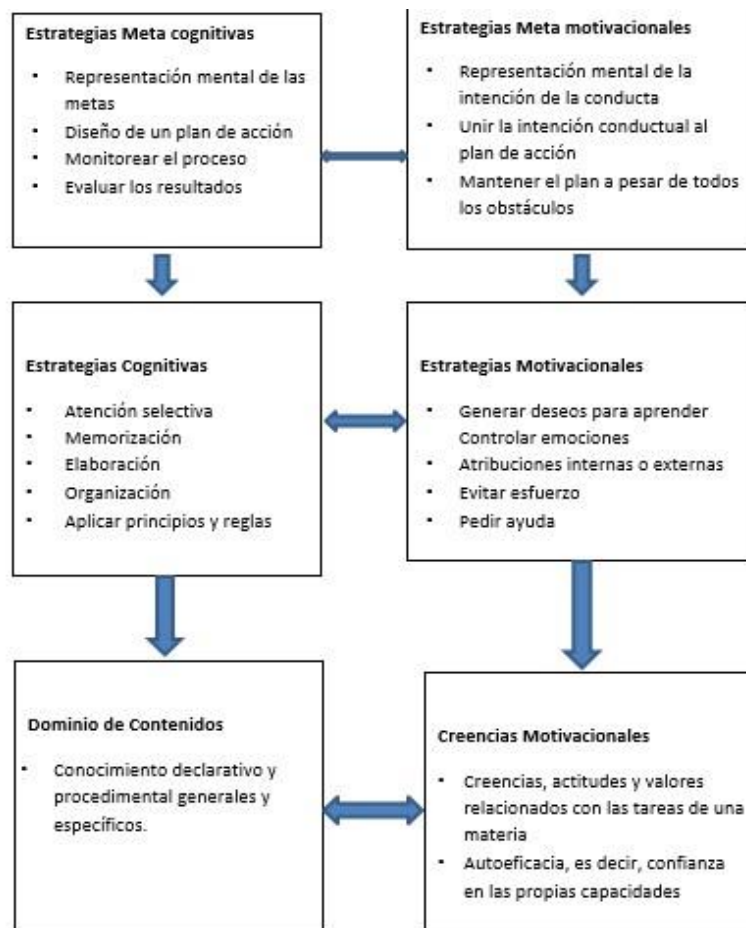 Estrategias Meta cognitivas
▪ Representación mental de las
metas
▪ Diseño de un plan de acción
▪ Monitorear el proceso
▪ Evaluar los resultados
Estrategias Meta motivacionales
▪ Representación mental de la
intención de la conducta
▪ Unir la intención conductual al
plan de acción
▪ Mantener el plan a pesar de todos
los obstáculos
Estrategias Cognitivas
▪ Atención selectiva
▪ Memorización
▪ Elaboración
▪ Organización
▪ Aplicar principios y reglas
Estrategias Motivacionales
▪ Generar deseos para aprender
Controlar emociones
▪ Atribuciones internas o externas
▪ Evitar esfuerzo
▪ Pedir ayuda
Dominio de Contenidos
▪ Conocimiento declarativo y
procedimental generales y
específicos.
Creencias Motivacionales
▪ Creencias, actitudes y valores
relacionados con las tareas de una
materia
▪ Autoeficacia, es decir, confianza
en las propias capacidades